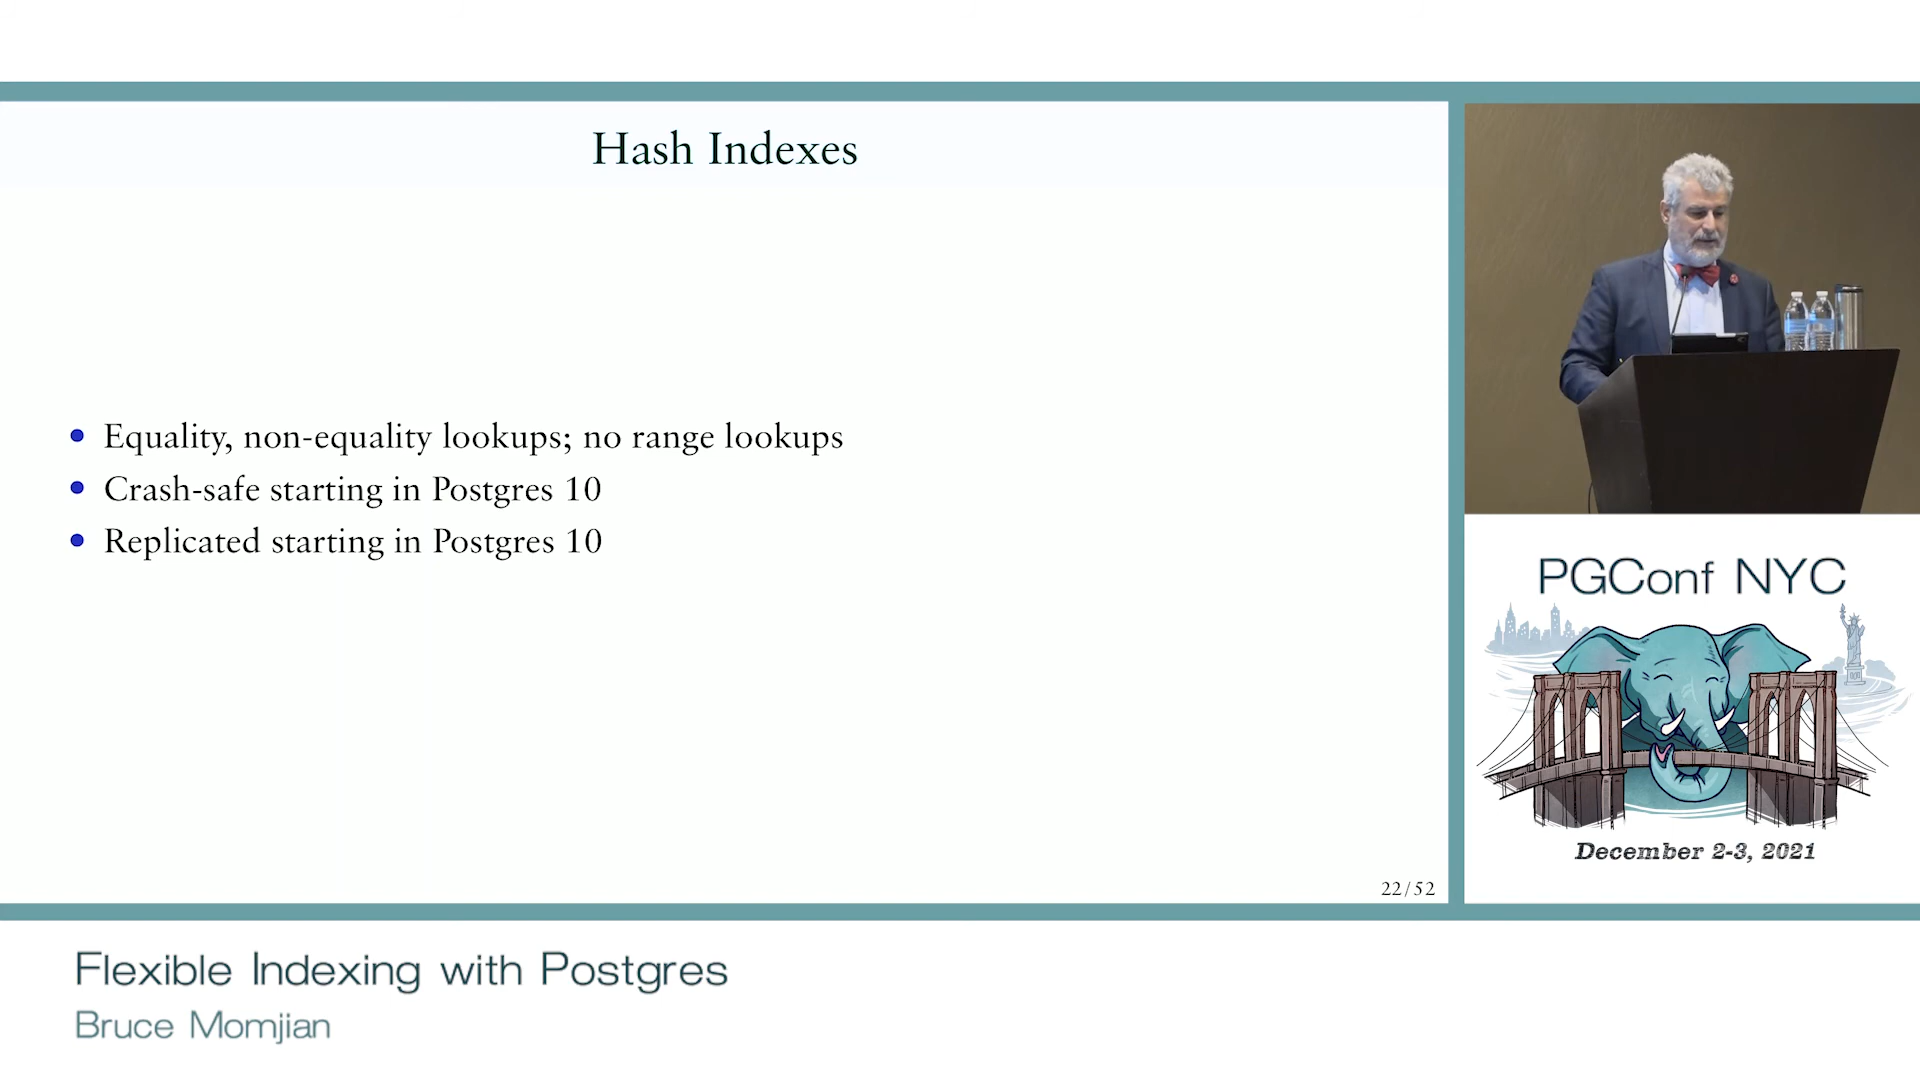 Hash Indexes
Equality, non-equality lookups; no range lookups
Crash-safe starting in Postgres 10
Replicated starting in Postgres 10
22/52
PGConf NYC
December 2-3, 2021
Flexible Indexing with Postgres
Bruce Momjian